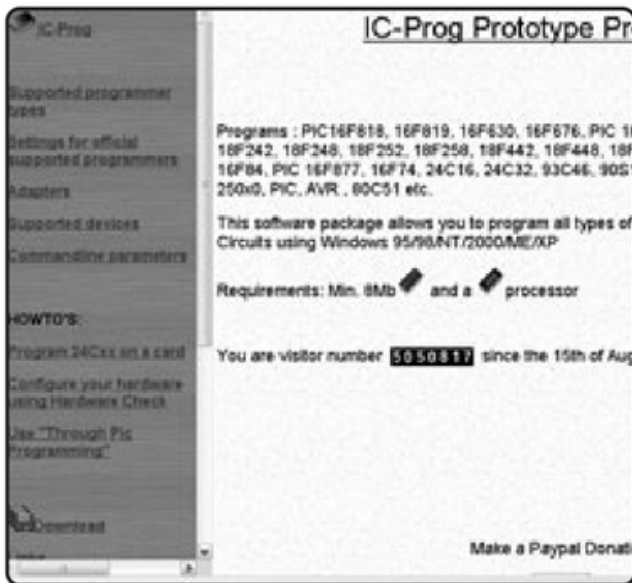 IC-Prog
Supported programmer
types
Settings for official
supported programmers
Adapters
Supported devices
Commandline parameters
HOWTO'S:
Program 24Cxx on a card
Configure your hardware
using Hardware Check
Use "Through Pic
Programming"
Download
Links
IC-Prog Prototype Pr
Programs : PIC16F818, 16F819, 16F630, 16F676, PIC 1
18F242, 18F248, 18F252, 18F258, 18F442, 18F448, 18F
16F84, PIC 16F877, 16F74, 24C16, 24C32, 93C46, 90S
250x0, PIC, AVR , 80C51 etc.
This software package allows you to program all types of
Circuits using Windows 95/98/NT/2000/ME/XP
Requirements: Min. 8Mb and a processor
You are visitor number 5050817 since the 15th of Aug
Make a Paypal Donati